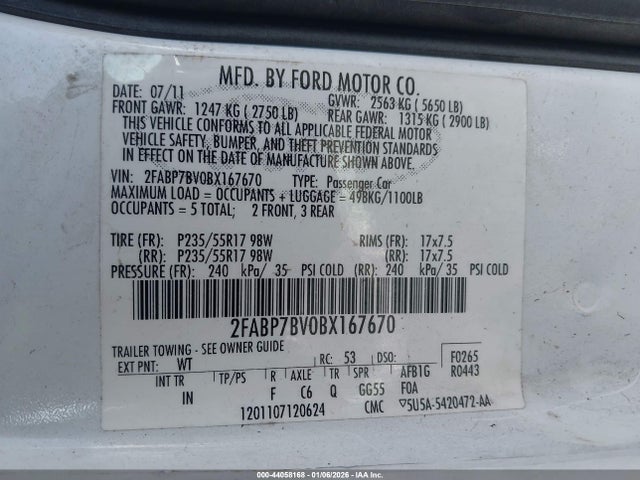 MFD. BY FORD MOTOR CO.
DATE: 07/11
GVWR: 2563 KG ( 5650 LB)
FRONT GAWR: 1247 KG ( 2750 LB)
REAR GAWR: 1315 KG ( 2900 LB)
THIS VEHICLE CONFORMS TO ALL APPLICABLE FEDERAL MOTOR
VEHICLE SAFETY, BUMPER, AND THEFT PREVENTION STANDARDS
IN EFFECT ON THE DATE OF MANUFACTURE SHOWN ABOVE.
VIN: 2FABP7BV0BX167670 TYPE: Passenger Car
MAXIMUM LOAD = OCCUPANTS + LUGGAGE = 498KG/1100LB
OCCUPANTS = 5 TOTAL; 2 FRONT, 3 REAR
TIRE (FR): P235/55R17 98W RIMS (FR): 17x7.5
(RR): P235/55R17 98W (RR): 17x7.5
PRESSURE (FR): 240 kPa/ 35 PSI COLD (RR): 240 kPa/ 35 PSI COLD
2FABP7BV0BX167670
TRAILER TOWING - SEE OWNER GUIDE
EXT PNT: WT RC: 53 DSO: F0265
INT TR TP/PS R AXLE TR SPR AFB1G R0443
IN F C6 Q GG55 FOA
1201107120624 CMC ▽5U5A-5420472-AA
000-44058168 - 01/06/2026 - IAAI.COM